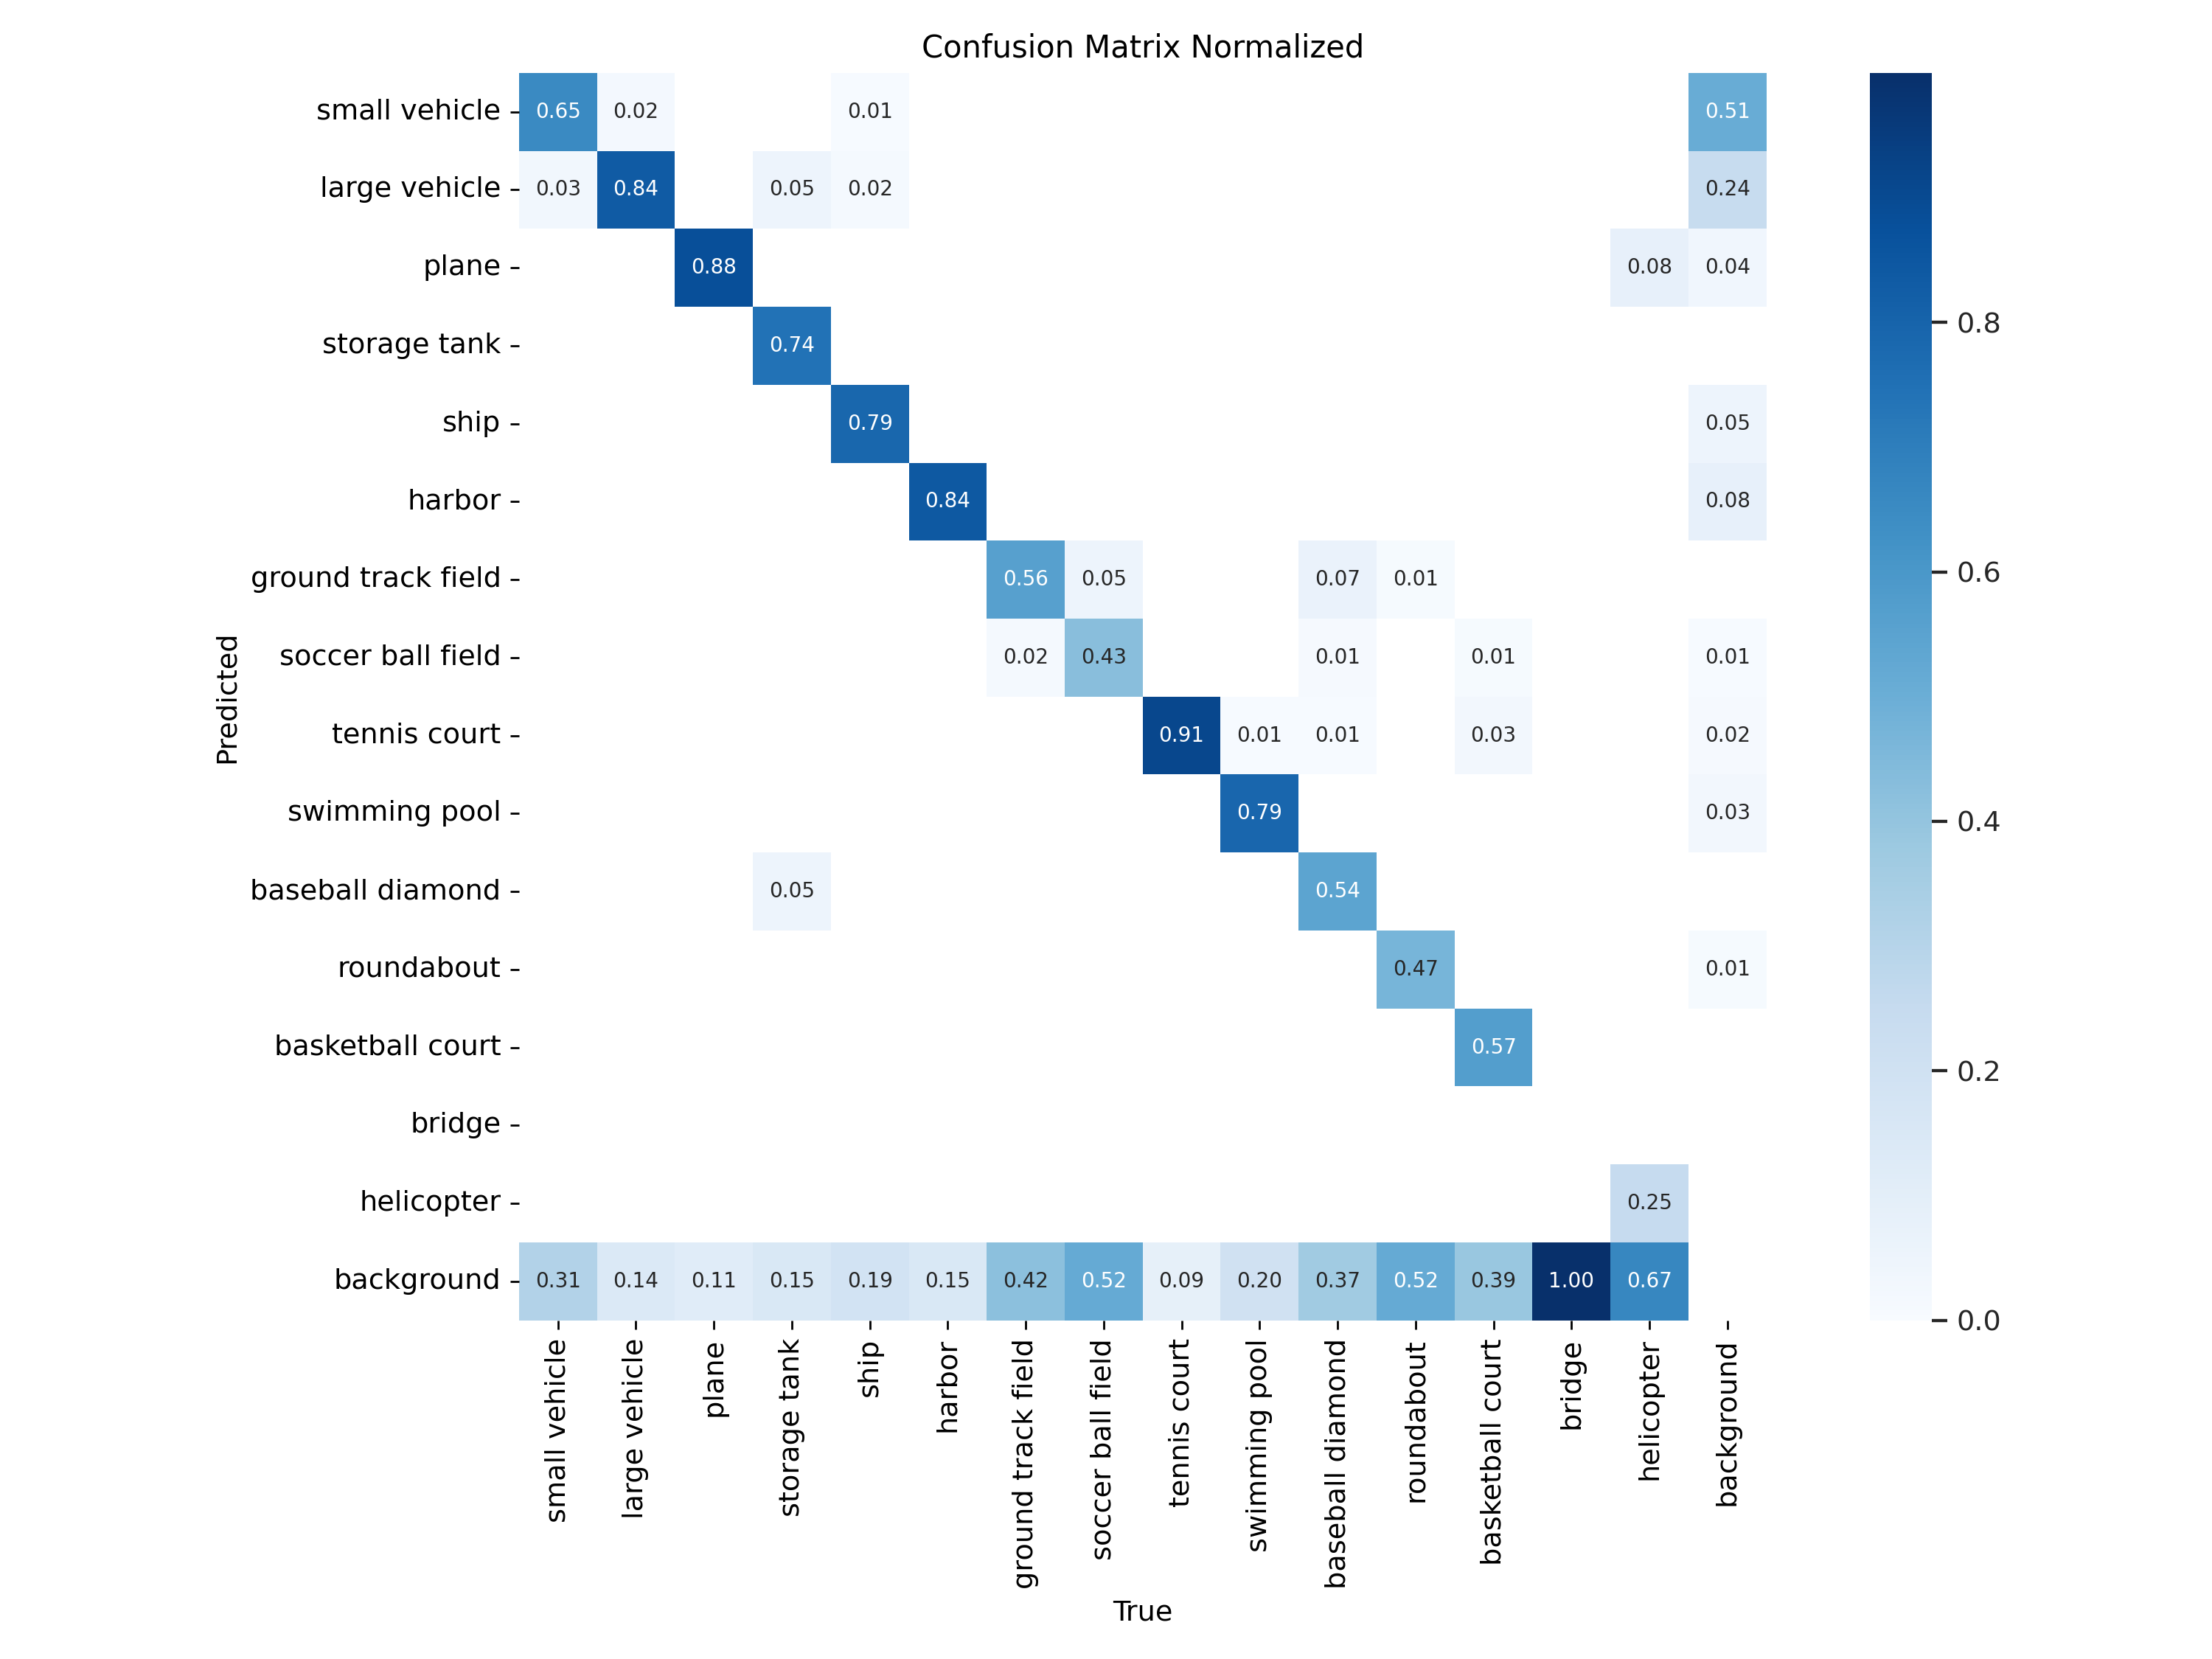 Confusion Matrix Normalized
small vehicle 0.65 0.02 0.01 0.51
large vehicle 0.03 0.84 0.05 0.02 0.24
plane 0.88 0.08 0.04
0.8
storage tank 0.74
ship 0.79 0.05
harbor 0.84 0.08
ground track field 0.56 0.05 0.07 0.01
0.6
soccer ball field 0.02 0.43 0.01 0.01 0.01
Predicted
tennis court 0.91 0.01 0.01 0.03 0.02
swimming pool 0.79 0.03
0.4
baseball diamond 0.05 0.54
roundabout 0.47 0.01
basketball court 0.57
0.2
bridge
helicopter 0.25
background 0.31 0.14 0.11 0.15 0.19 0.15 0.42 0.52 0.09 0.20 0.37 0.52 0.39 1.00 0.67
0.0
small vehicle
large vehicle
plane
storage tank
ship
harbor
ground track field
soccer ball field
tennis court
swimming pool
baseball diamond
roundabout
basketball court
bridge
helicopter
background
True